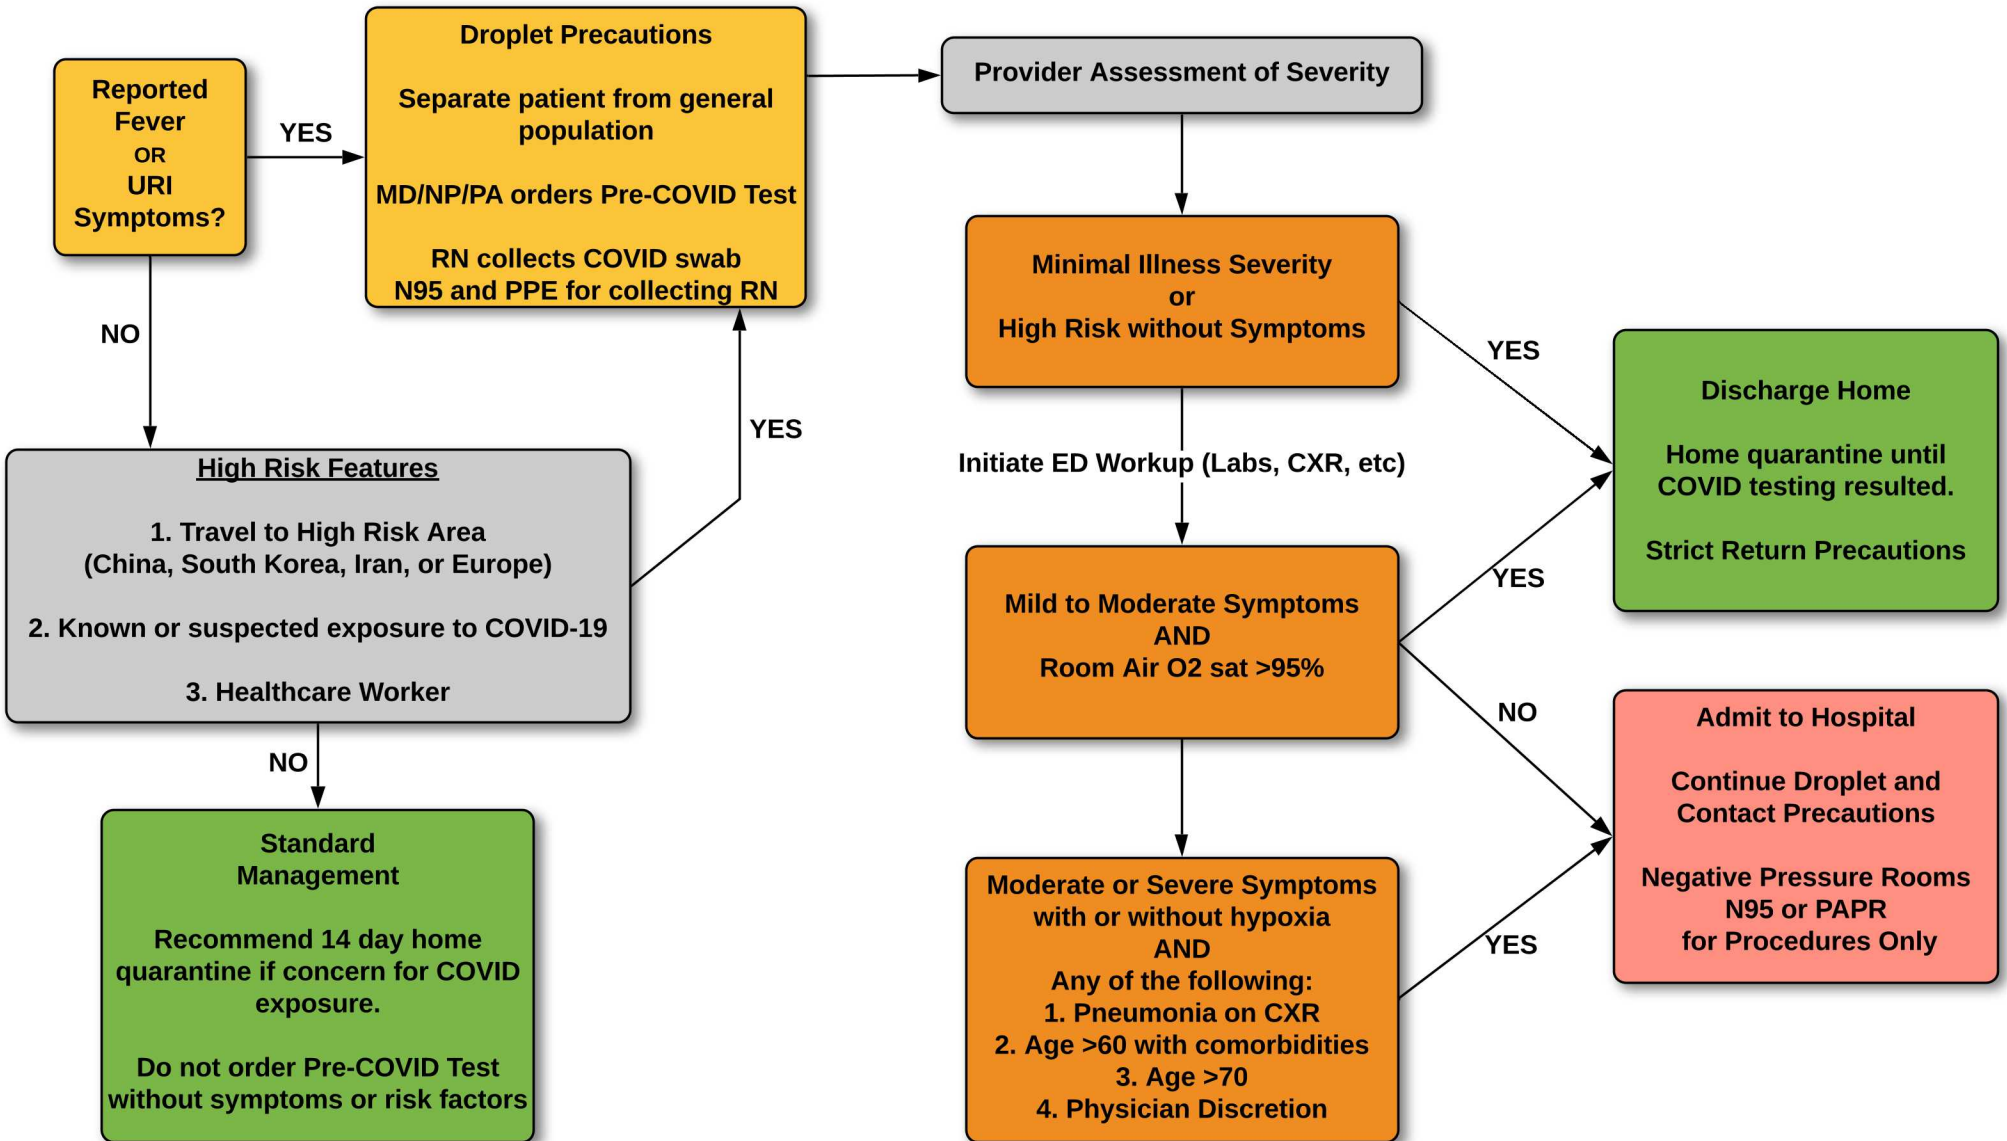 Reported
Fever
OR
URI
Symptoms?
YES
NO
Droplet Precautions
Separate patient from general
population
MD/NP/PA orders Pre-COVID Test
RN collects COVID swab
N95 and PPE for collecting RN
High Risk Features
1. Travel to High Risk Area
(China, South Korea, Iran, or Europe)
2. Known or suspected exposure to COVID-19
3. Healthcare Worker
YES
NO
Standard
Management
Recommend 14 day home
quarantine if concern for COVID
exposure.
Do not order Pre-COVID Test
without symptoms or risk factors
Provider Assessment of Severity
Minimal Illness Severity
or
High Risk without Symptoms
YES
Initiate ED Workup (Labs, CXR, etc)
Mild to Moderate Symptoms
AND
Room Air O2 sat >95%
YES
NO
Moderate or Severe Symptoms
with or without hypoxia
AND
Any of the following:
1. Pneumonia on CXR
2. Age >60 with comorbidities
3. Age >70
4. Physician Discretion
YES
Discharge Home
Home quarantine until
COVID testing resulted.
Strict Return Precautions
Admit to Hospital
Continue Droplet and
Contact Precautions
Negative Pressure Rooms
N95 or PAPR
for Procedures Only